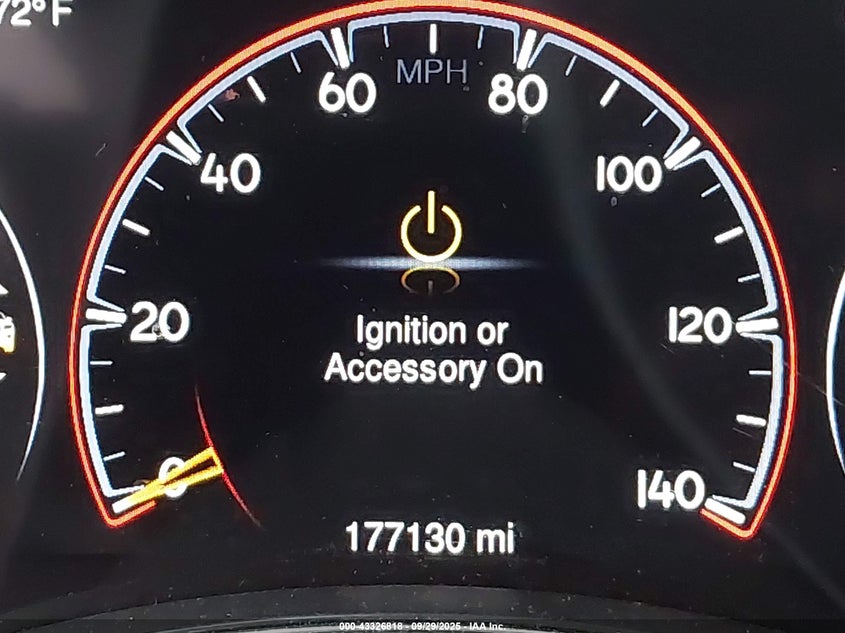 72°F
MPH
60
80
40
100
20
120
Ignition or
Accessory On
0
140
177130 mi
000-43326818 - 09/29/2025 - IAA Inc.